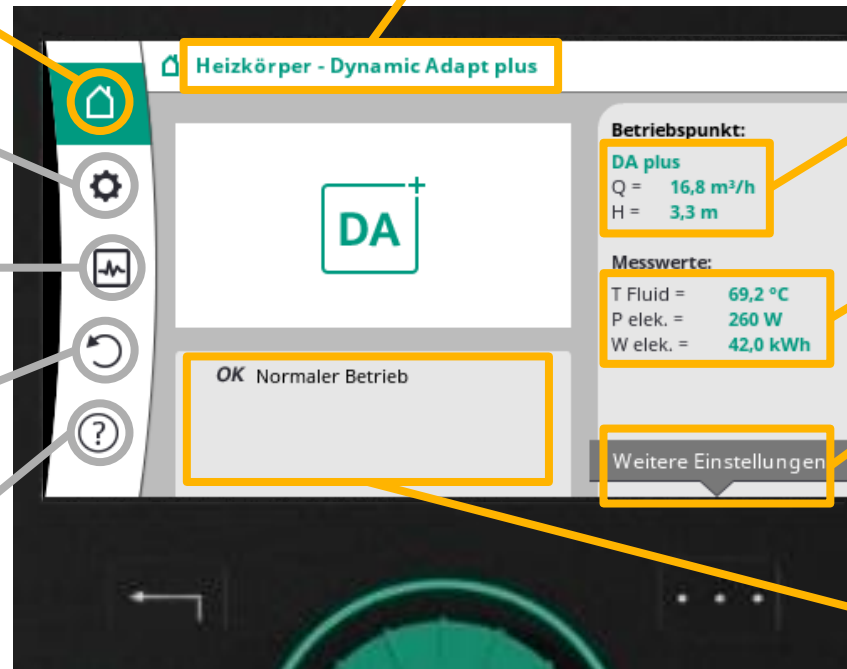 Heizkörper - Dynamic Adapt plus
DA+
OK Normaler Betrieb
Betriebspunkt:
DA plus
Q = 16,8 m³/h
H = 3,3 m
Messwerte:
T Fluid = 69,2 °C
P elek. = 260 W
W elek. = 42,0 kWh
Weitere Einstellungen
?